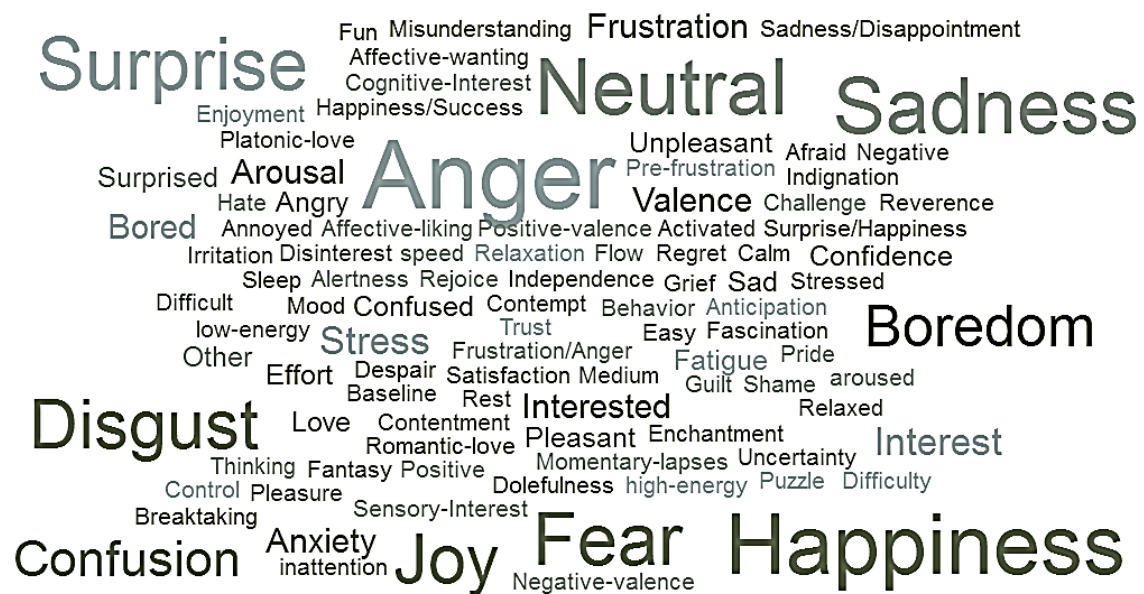 Fun Misunderstanding Frustration Sadness/Disappointment
Surprise Affective-wanting Neutral Sadness
Cognitive-Interest
Enjoyment Happiness/Success
Platonic-love Anger Unpleasant Afraid Negative
Surprised Arousal Pre-frustration Indignation
Hate Angry Valence Challenge Reverence
Bored Annoyed Affective-liking Positive-valence Activated Surprise/Happiness
Irritation Disinterest speed Relaxation Flow Regret Calm Confidence
Sleep Alertness Rejoice Independence Grief Sad Stressed
Difficult Mood Confused Contempt Behavior Anticipation Boredom
low-energy Stress Trust Easy Fascination
Other Frustration/Anger Fatigue Pride
Effort Despair Satisfaction Medium Guilt Shame aroused
Baseline Rest Interested Relaxed
Disgust Love Contentment Pleasant Enchantment Interest
Romantic-love Momentary-lapses Uncertainty
Thinking Fantasy Positive
Control Pleasure Dolefulness high-energy Puzzle Difficulty
Breaktaking Sensory-Interest
Confusion Anxiety Joy Fear Happiness
inattention Negative-valence